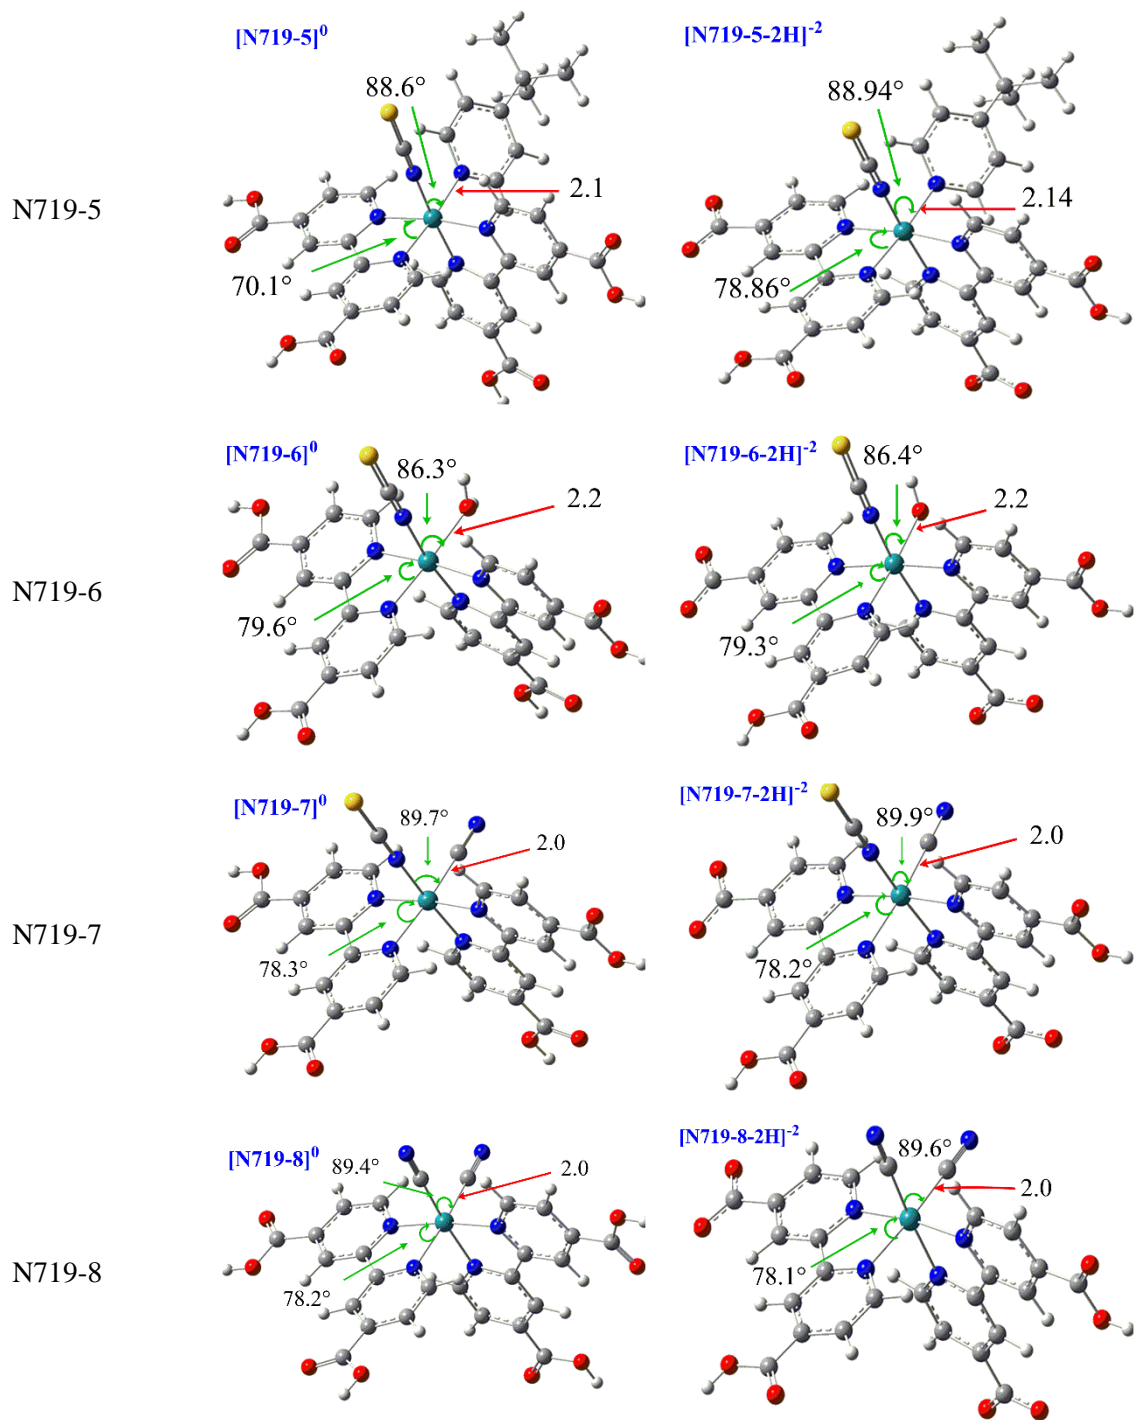 [N719-5]⁰
[N719-5-2H]⁻²
88.6°
88.94°
N719-5
2.1
2.14
70.1°
78.86°
[N719-6]⁰
[N719-6-2H]⁻²
86.3°
86.4°
2.2
2.2
N719-6
79.6°
79.3°
[N719-7]⁰
[N719-7-2H]⁻²
89.7°
89.9°
2.0
2.0
N719-7
78.3°
78.2°
[N719-8]⁰
[N719-8-2H]⁻²
89.4°
89.6°
2.0
2.0
N719-8
78.2°
78.1°